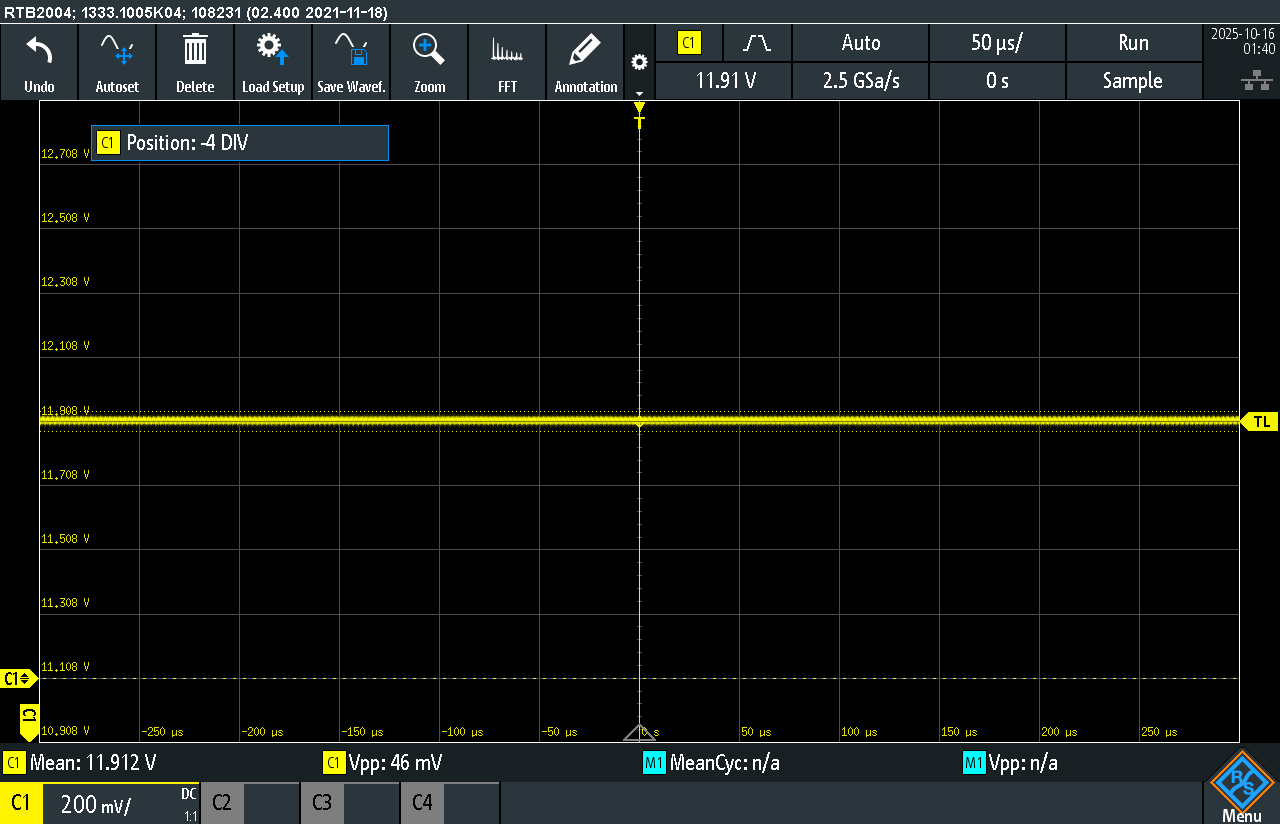 RTB2004; 1333.1005K04; 108231 (02.400 2021-11-18)
Undo
Autoset
Delete
Load Setup
Save Wavef.
Zoom
FFT
Annotation
C1
Auto
50 µs/
Run
11.91 V
2.5 GSa/s
0 s
Sample
2025-10-16
01:40
T
C1 Position: -4 DIV
12.708 V
12.508 V
12.308 V
12.108 V
11.908 V
TL
11.708 V
11.508 V
11.308 V
11.108 V
C1
C1
10.908 V
-250 µs
-200 µs
-150 µs
-100 µs
-50 µs
0 s
50 µs
100 µs
150 µs
200 µs
250 µs
C1 Mean: 11.912 V
C1 Vpp: 46 mV
M1 MeanCyc: n/a
M1 Vpp: n/a
C1
200 mV/
DC
1:1
C2
C3
C4
R S
Menu